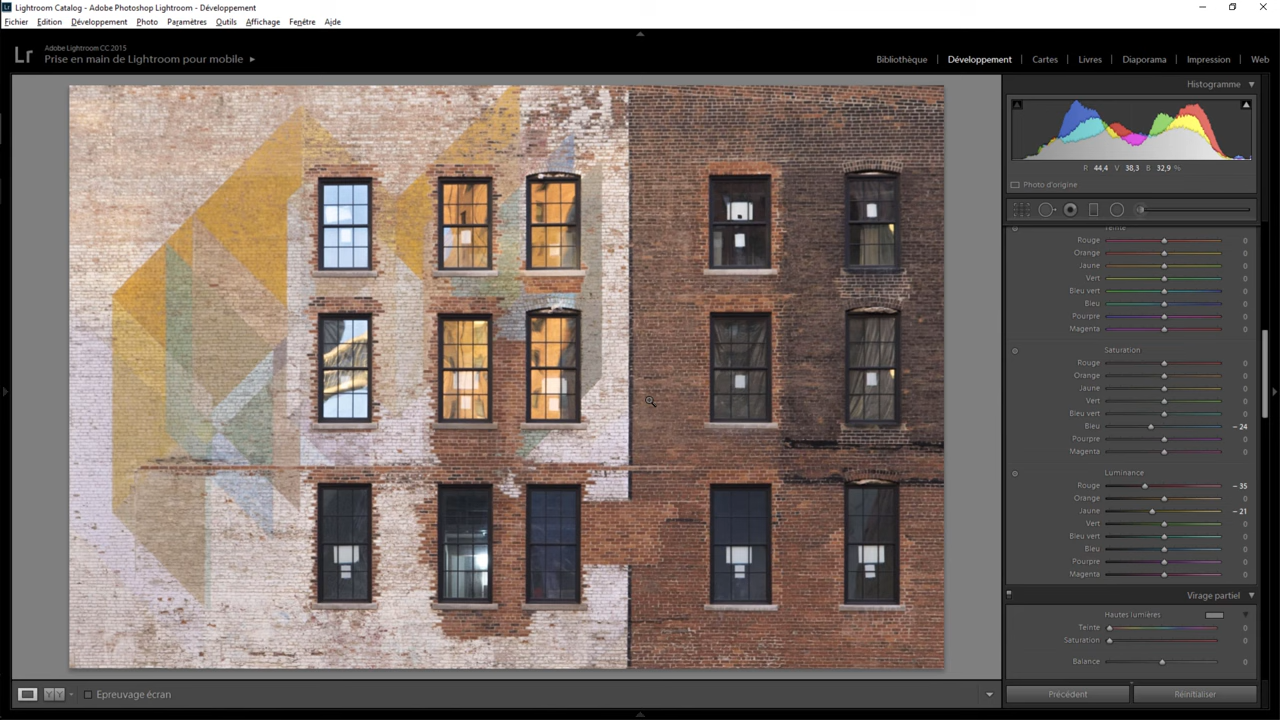 Lightroom Catalog - Adobe Photoshop Lightroom - Développement
Fichier Edition Développement Photo Paramètres Outils Affichage Fenêtre Aide
Lr
Adobe Lightroom CC 2015
Prise en main de Lightroom pour mobile
Bibliothèque | Développement | Cartes | Livres | Diaporama | Impression | Web
Histogramme
R 44,4 V 38,3 B 32,9 %
Photo d'origine
Teinte
Rouge 0
Orange 0
Jaune 0
Vert 0
Bleu vert 0
Bleu 0
Pourpre 0
Magenta 0
Saturation
Rouge 0
Orange 0
Jaune 0
Vert 0
Bleu vert 0
Bleu - 24
Pourpre 0
Magenta 0
Luminance
Rouge - 35
Orange 0
Jaune - 21
Vert 0
Bleu vert 0
Bleu 0
Pourpre 0
Magenta 0
Virage partiel
Hautes lumières
Teinte 0
Saturation 0
Balance 0
Y Y Epreuvage écran
Précédent Réinitialiser